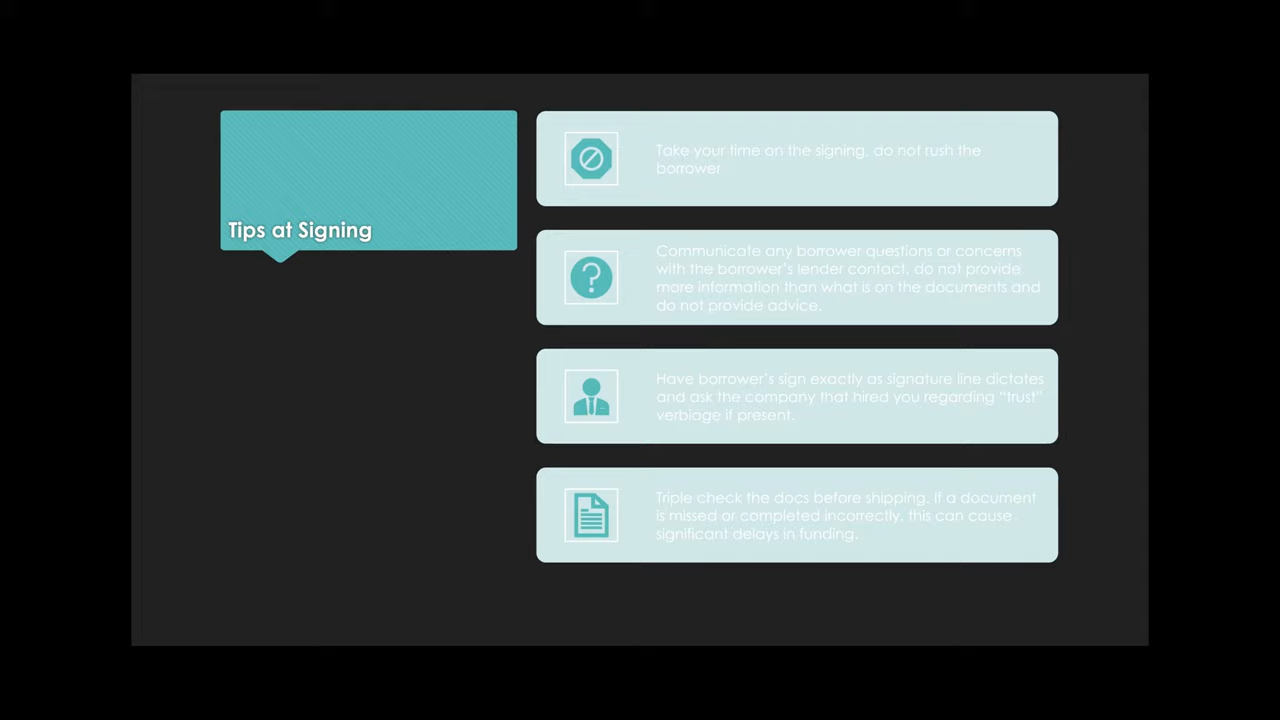 Tips at Signing
Take your time on the signing, do not rush the
borrower
Communicate any borrower questions or concerns
with the borrower’s lender contact, do not provide
more information than what is on the documents and
do not provide advice.
Have borrower’s sign exactly as signature line dictates
and ask the company that hired you regarding “trust”
verbiage if present.
Triple check the docs before shipping. If a document
is missed or completed incorrectly, this can cause
significant delays in funding.